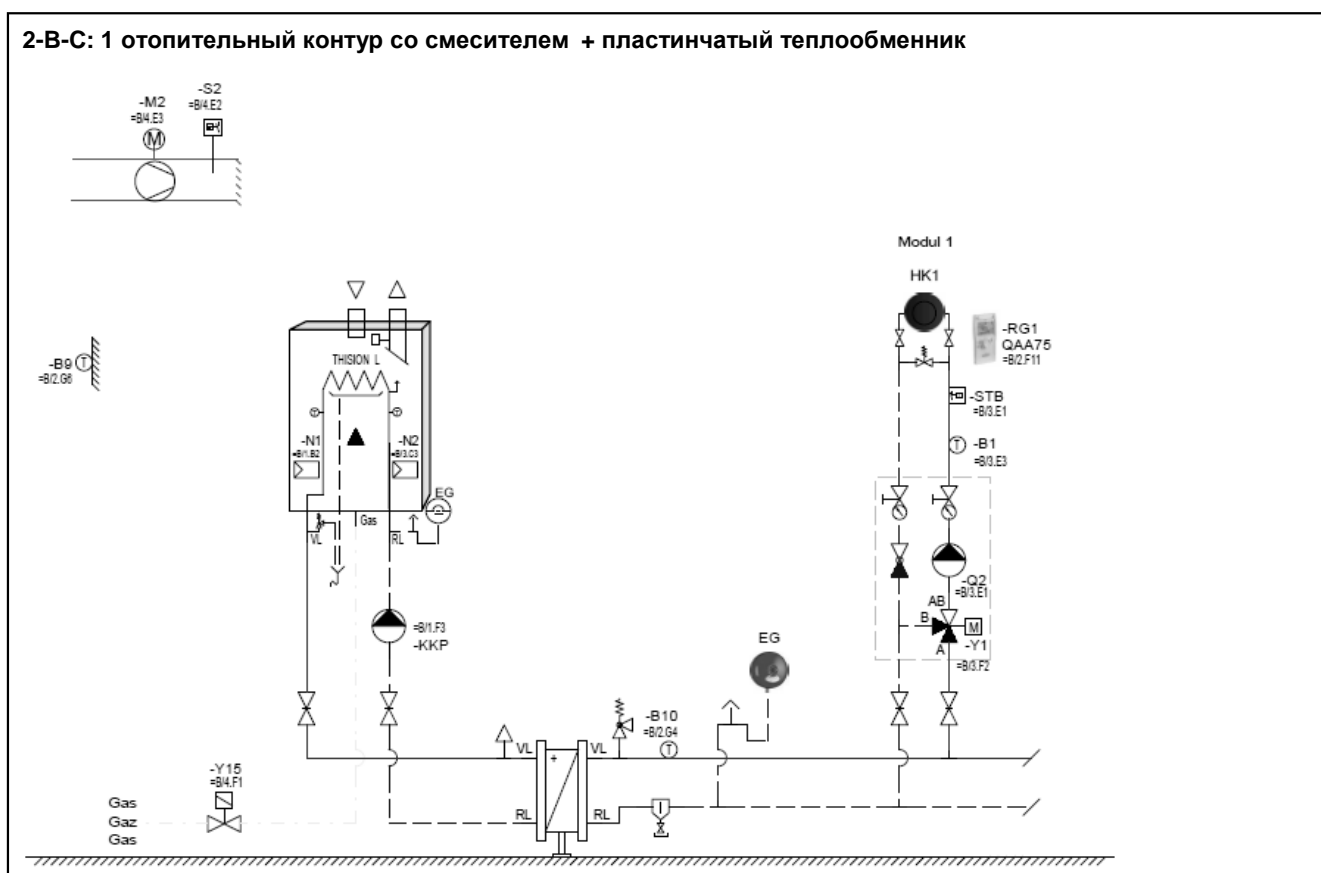 2-B-C: 1 отопительный контур со смесителем + пластинчатый теплообменник
-S2
=B/4.E2
-M2
=B/4.E3
M
Modul 1
HK1
-RG1
QAA75
=B/2.F11
-B9
T
=B/2.G6
THISION L
-STB
=B/3.E1
T
T
-N1
=B/1.B2
-N2
=B/3.C3
T
-B1
=B/3.E3
EG
Gas
VL
RL
-Q2
=B/3.E1
AB
B
M
A
-Y1
=B/3.F2
=B/1.F3
-KKP
EG
-B10
=B/2.G4
T
VL
VL
+
-Y15
=B/4.F1
Gas
Gaz
Gas
RL
RL